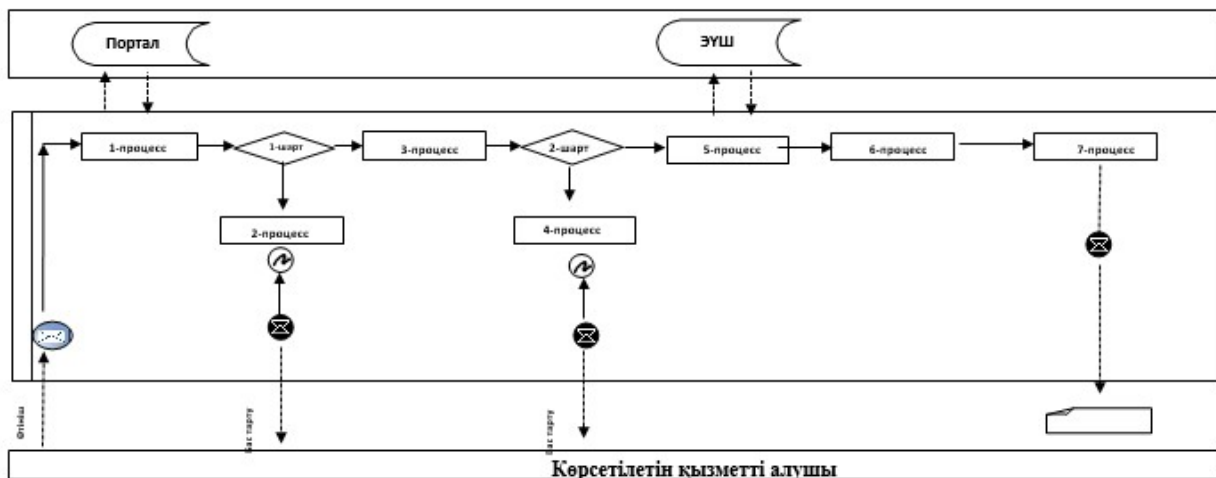 Портал
ЭҮШ
1-процесс
1-шарт
3-процесс
2-шарт
5-процесс
6-процесс
7-процесс
2-процесс
4-процесс
Өтініш
Бас тарту
Бас тарту
Көрсетілетін қызметті алушы